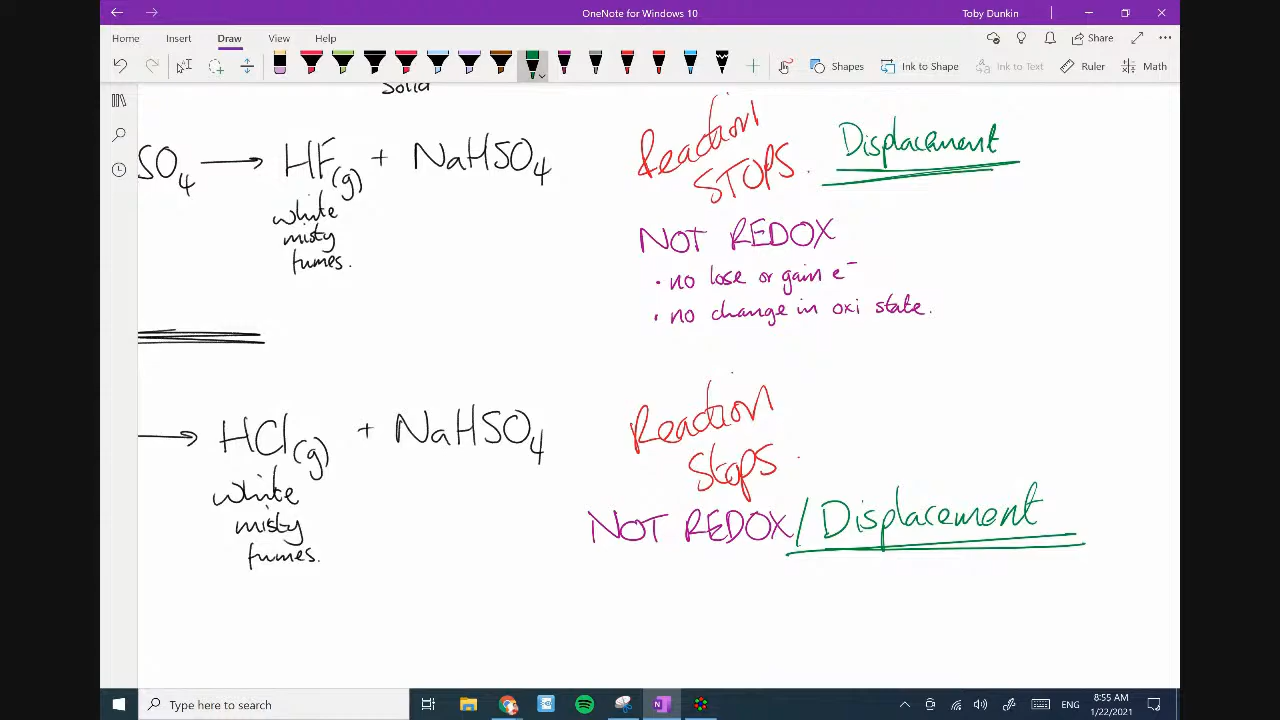 OneNote for Windows 10
Toby Dunkin
Home Insert Draw View Help
Share
Shapes Ink to Shape Ink to Text Ruler Math
Solid
SO4 → HF(g) + NaHSO4
white
misty
fumes.
Reaction
STOPS.
Displacement
NOT REDOX
• no lose or gain e⁻
• no change in oxi state.
→ HCl(g) + NaHSO4
white
misty
fumes.
Reaction
Stops.
NOT REDOX / Displacement
Type here to search
ENG
8:55 AM
1/22/2021